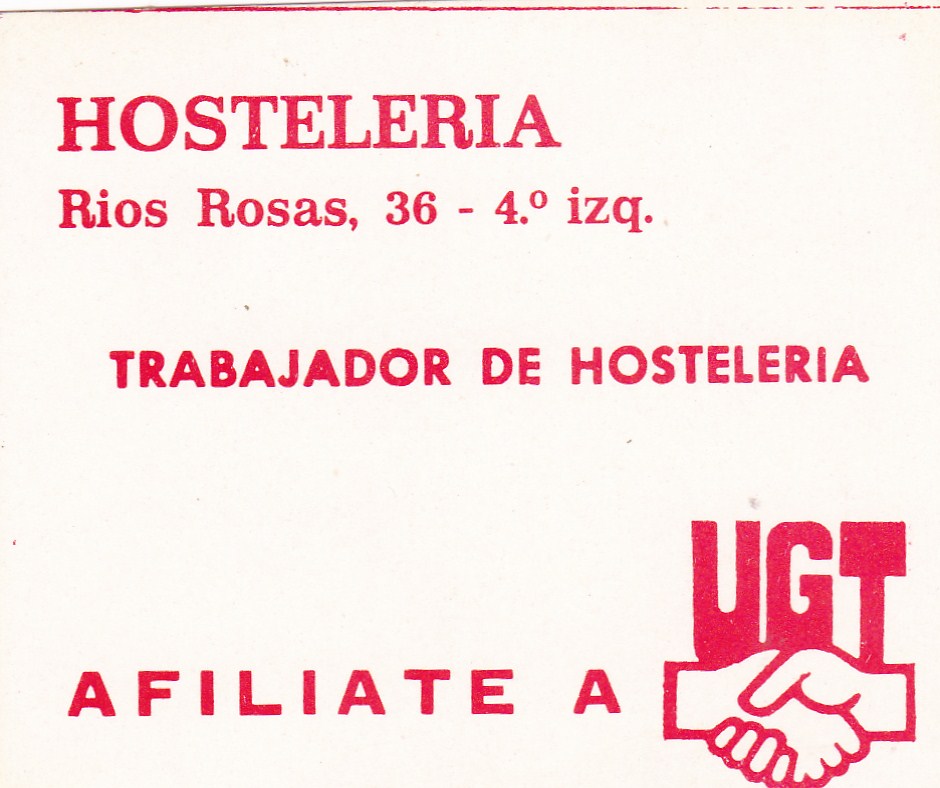 HOSTELERIA
Rios Rosas, 36 - 4.º izq.
TRABAJADOR DE HOSTELERIA
UGT
AFILIATE A